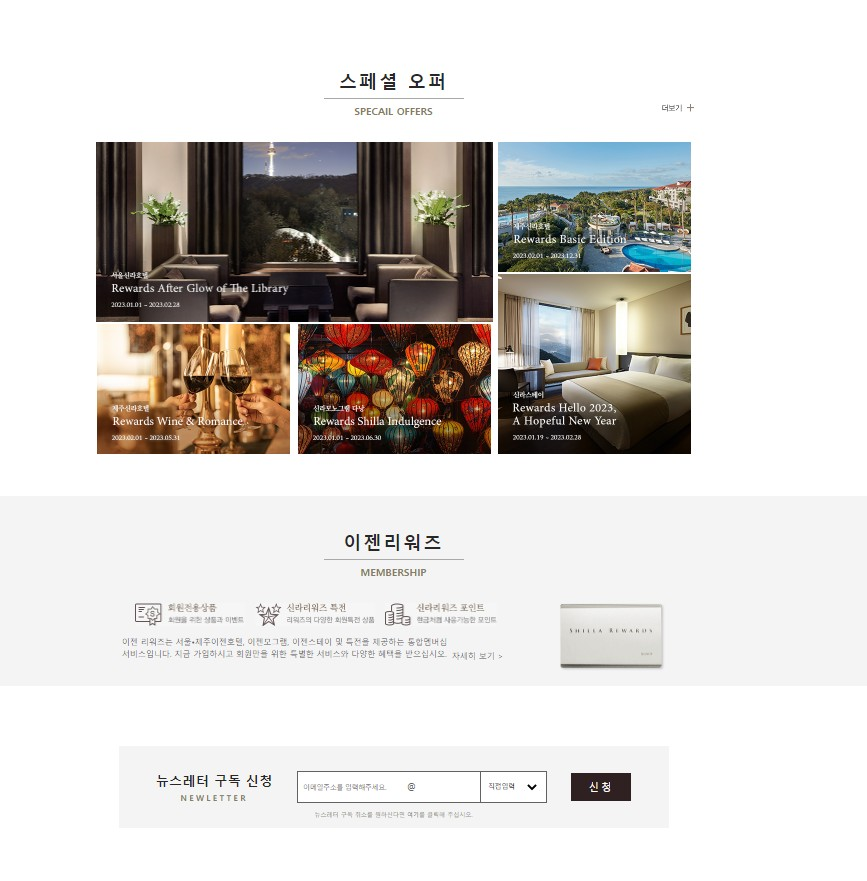 스페셜 오퍼
SPECAIL OFFERS
더보기 +
서울신라호텔
Rewards After Glow of The Library
2023.01.01 ~ 2023.02.28
제주신라호텔
Rewards Basic Edition
2023.02.01 ~ 2023.12.31
제주신라호텔
Rewards Wine & Romance
2023.02.01 ~ 2023.05.31
신라모노그램 다낭
Rewards Shilla Indulgence
2023.01.01 ~ 2023.06.30
신라스테이
Rewards Hello 2023,
A Hopeful New Year
2023.01.19 ~ 2023.02.28
이젠리워즈
MEMBERSHIP
회원전용상품
회원을 위한 상품과 이벤트
신라리워즈 특전
리워즈의 다양한 회원특전 상품
신라리워즈 포인트
현금처럼 사용가능한 포인트
이젠 리워즈는 서울•제주이젠호텔, 이젠모그램, 이젠스테이 및 특전을 제공하는 통합멤버십
서비스입니다. 지금 가입하시고 회원만을 위한 특별한 서비스와 다양한 혜택을 받으십시오. 자세히 보기 >
SHILLA REWARDS
뉴스레터 구독 신청
NEWLETTER
이메일주소를 입력해주세요.
@
직접입력
신청
뉴스레터 구독 취소를 원하신다면 여기를 클릭해 주십시오.